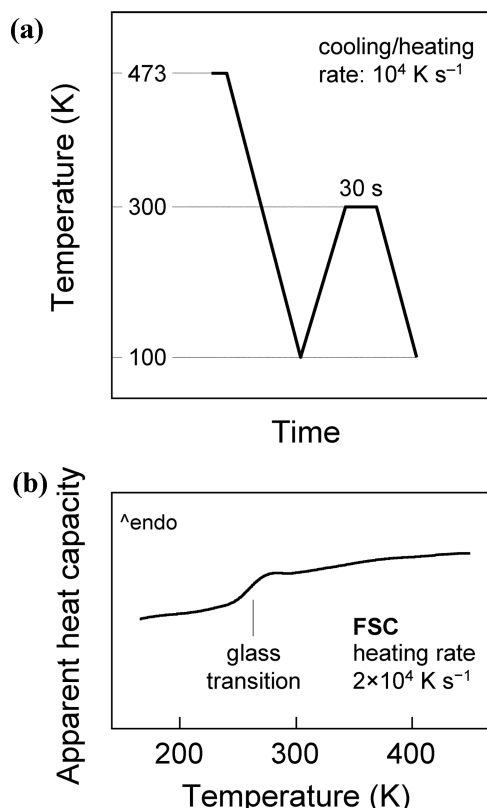 (a)
cooling/heating
rate: 10⁴ K s⁻¹
Temperature (K)
473
300
100
30 s
Time
(b)
Apparent heat capacity
^endo
glass
transition
FSC
heating rate
2×10⁴ K s⁻¹
200
300
400
Temperature (K)